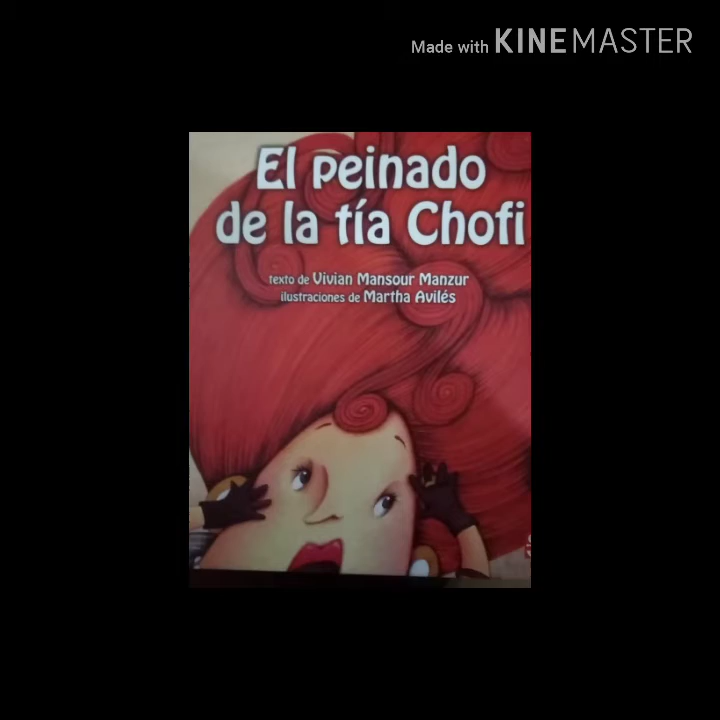 Made with KINEMASTER
El peinado
de la tía Chofi
texto de Vivian Mansour Manzur
ilustraciones de Martha Avilés